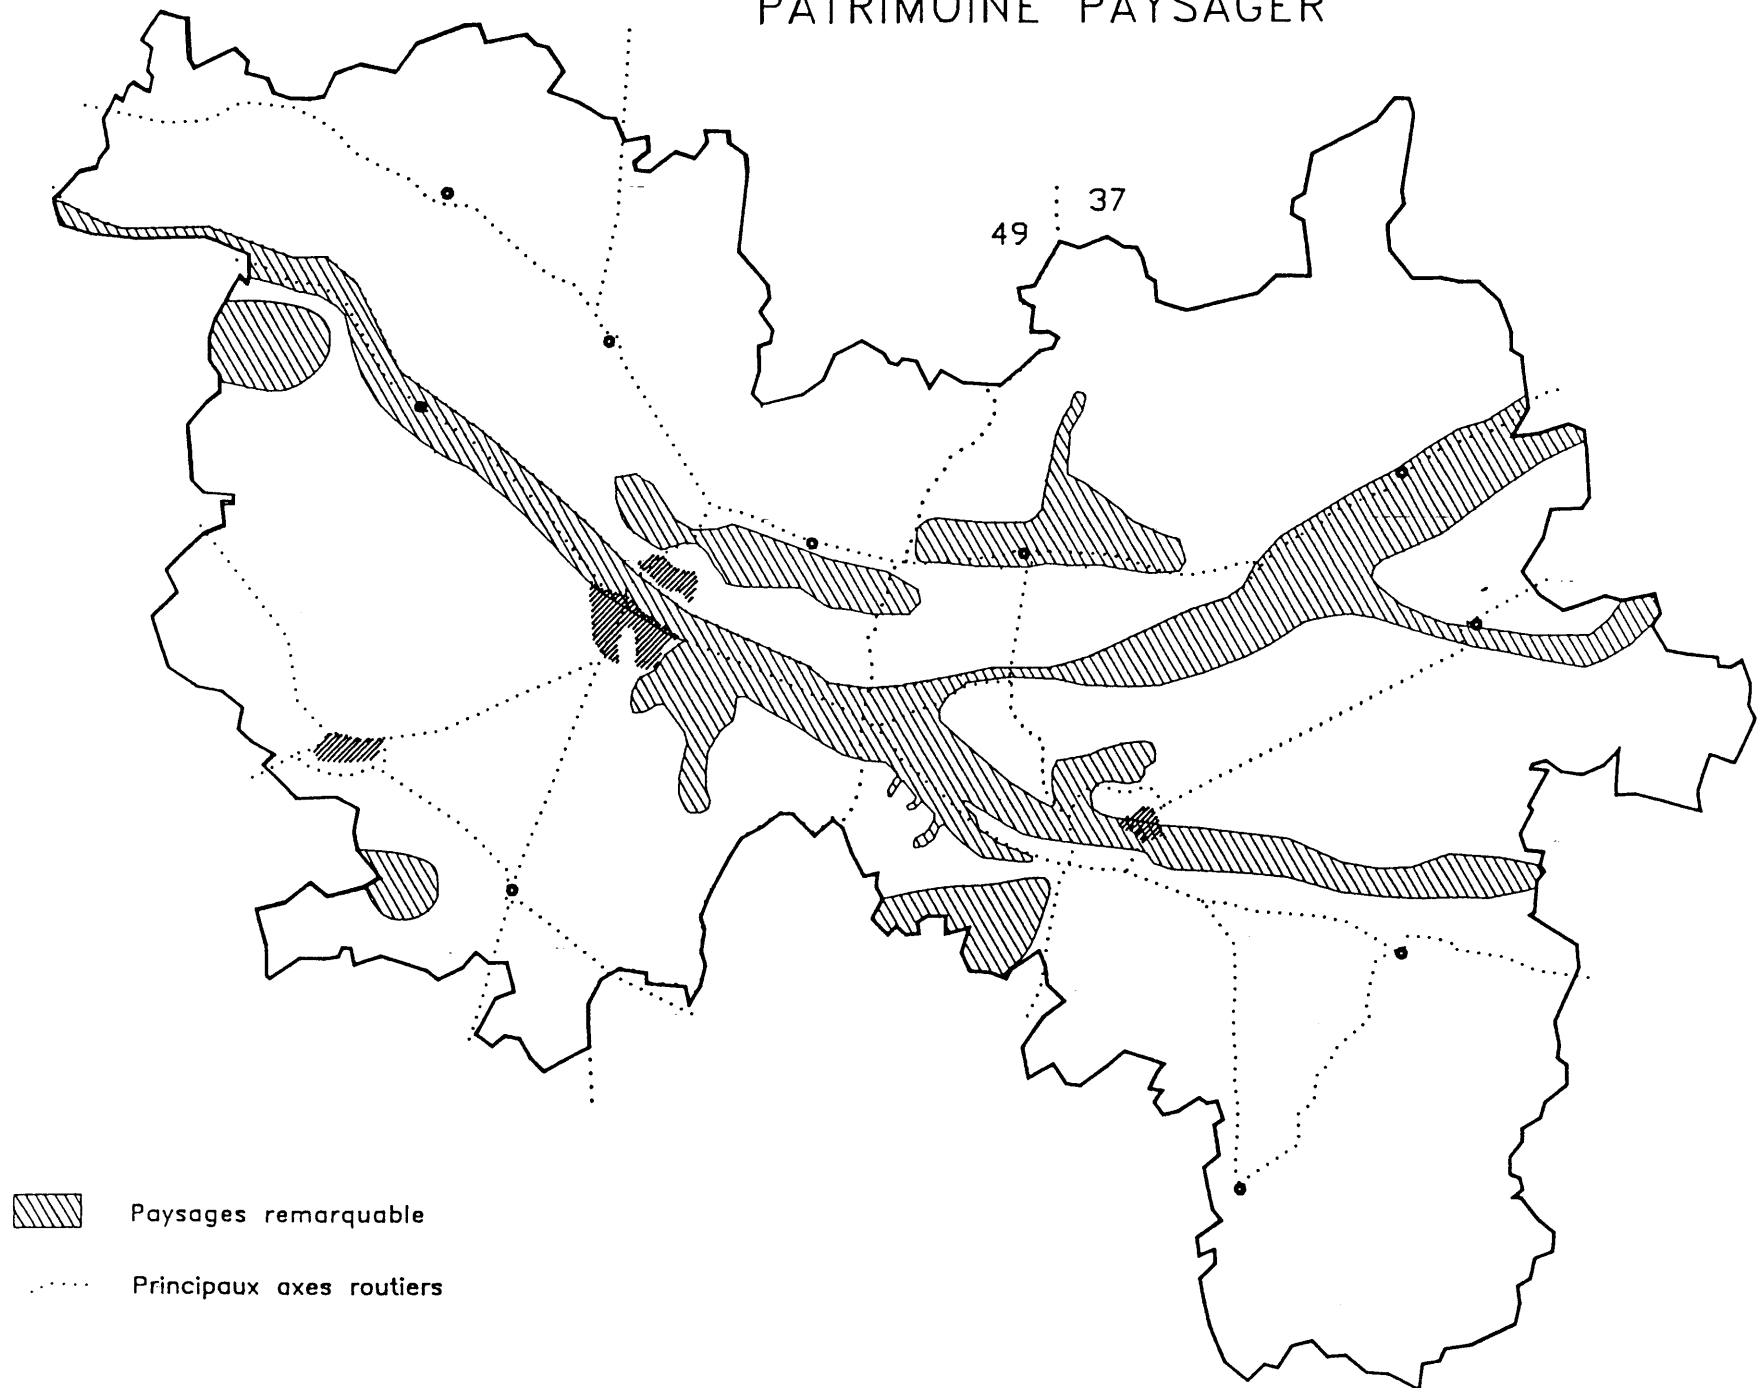 PATRIMOINE PAYSAGER
37
49
Paysages remarquable
Principaux axes routiers